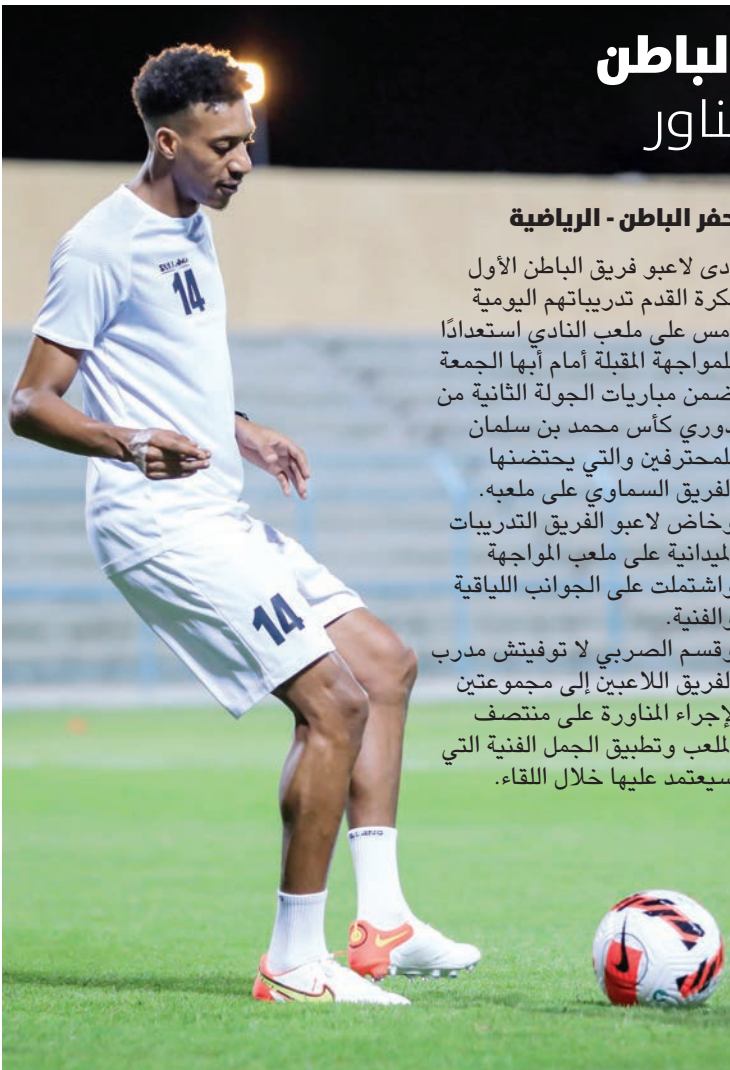 لباطن
ناور
حفر الباطن - الرياضية
دى لاعبو فريق الباطن الأول
كرة القدم تدريباتهم اليومية
مس على ملعب النادي استعدادًا
للمواجهة المقبلة أمام أبها الجمعة
ضمن مباريات الجولة الثانية من
دوري كأس محمد بن سلمان
للمحترفين والتي يحتضنها
لفريق السماوي على ملعبه.
وخاض لاعبو الفريق التدريبات
لميدانية على ملعب المواجهة
واشتملت على الجوانب اللياقية
والفنية.
وقسم الصربي لا توفيتش مدرب
لفريق اللاعبين إلى مجموعتين
لإجراء المناورة على منتصف
لملعب وتطبيق الجمل الفنية التي
سيعتمد عليها خلال اللقاء.
14
14